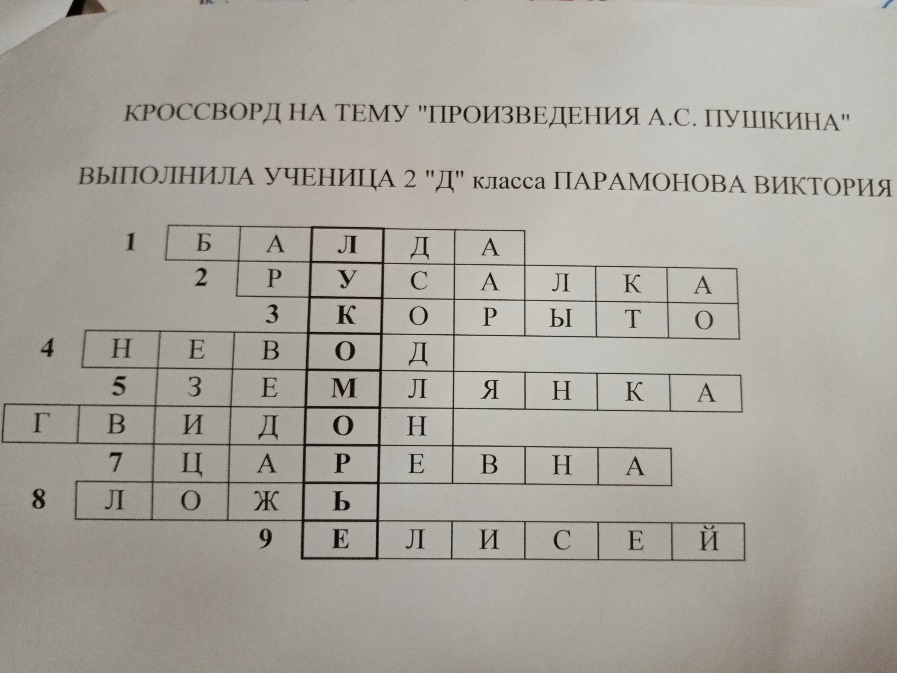 КРОССВОРД НА ТЕМУ "ПРОИЗВЕДЕНИЯ А.С. ПУШКИНА"
ВЫПОЛНИЛА УЧЕНИЦА 2 "Д" класса ПАРАМОНОВА ВИКТОРИЯ
1 Б А Л Д А
2 Р У С А Л К А
3 К О Р Ы Т О
4 Н Е В О Д
5 З Е М Л Я Н К А
Г В И Д О Н
7 Ц А Р Е В Н А
8 Л О Ж Ь
9 Е Л И С Е Й